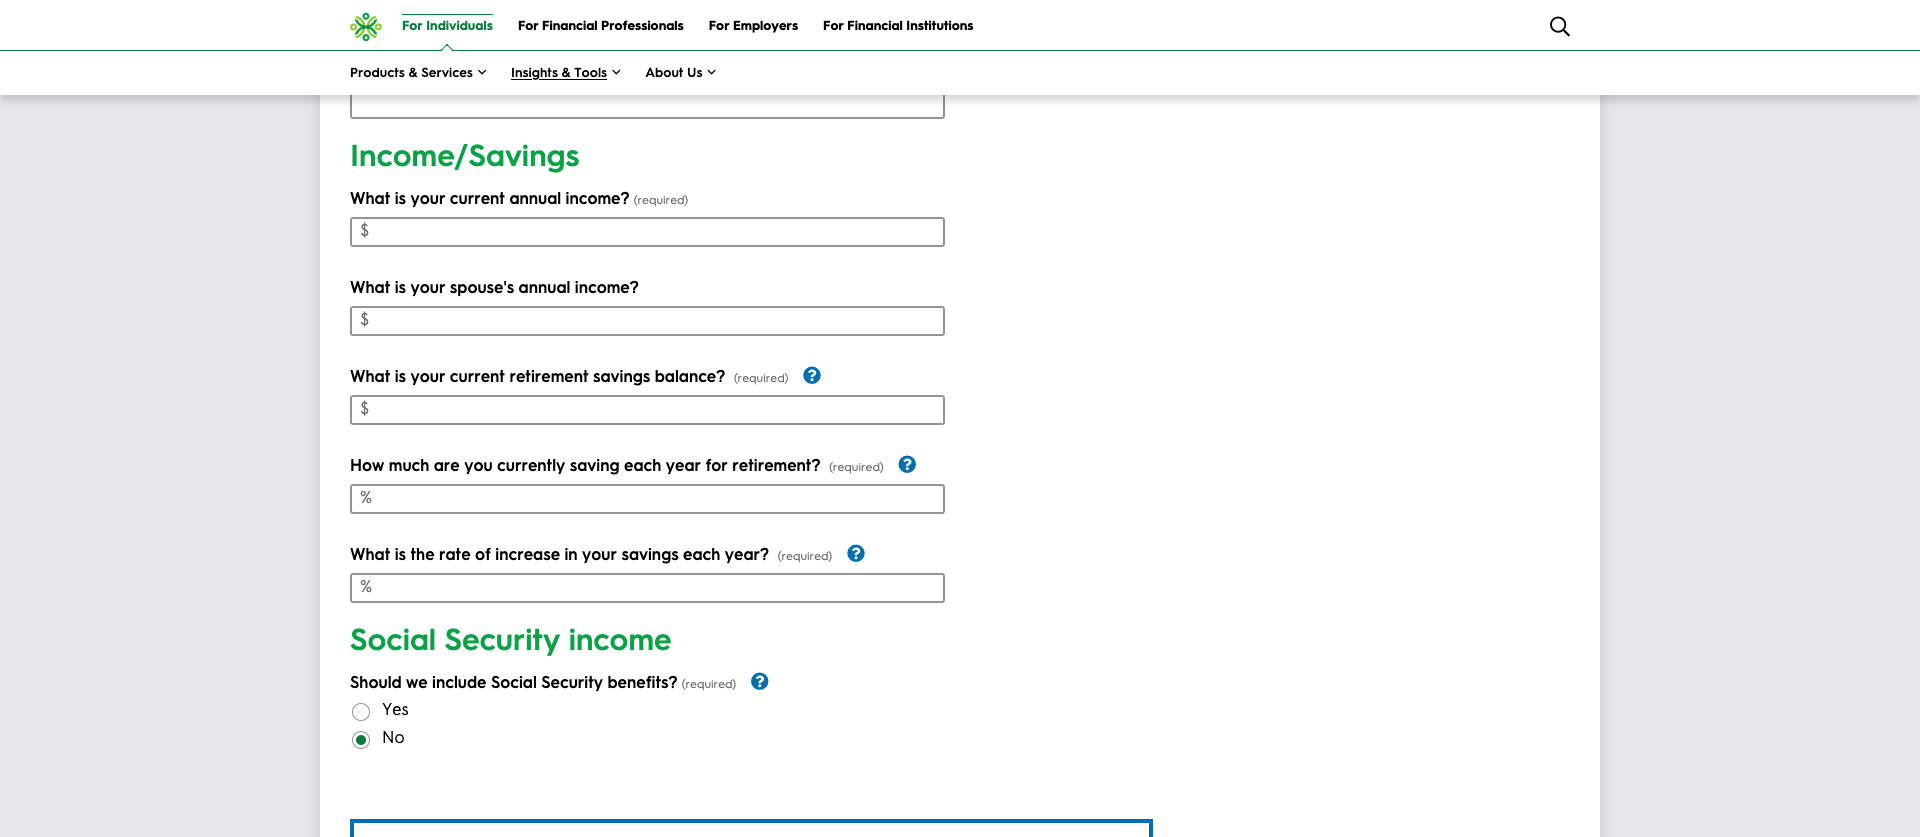 For Individuals For Financial Professionals For Employers For Financial Institutions
Products & Services Insights & Tools About Us
Income/Savings
What is your current annual income? (required)
$
What is your spouse's annual income?
$
What is your current retirement savings balance? (required) ?
$
How much are you currently saving each year for retirement? (required) ?
%
What is the rate of increase in your savings each year? (required) ?
%
Social Security income
Should we include Social Security benefits? (required) ?
Yes
No